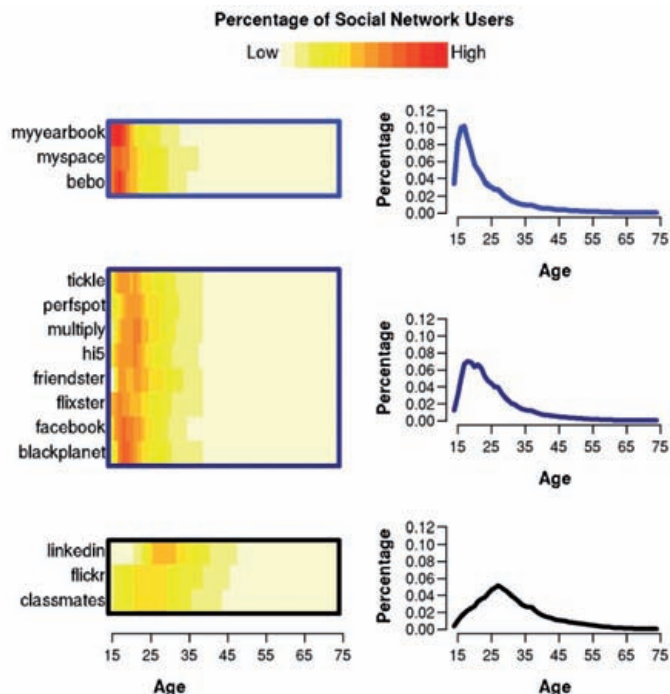 Percentage of Social Network Users
Low High
myyearbook
myspace
bebo
0.12
0.10
0.08
0.06
0.04
0.02
0.00
Percentage
15 25 35 45 55 65 75
Age
tickle
perfspot
multiply
hi5
friendster
flixster
facebook
blackplanet
0.12
0.10
0.08
0.06
0.04
0.02
0.00
Percentage
15 25 35 45 55 65 75
Age
linkedin
flickr
classmates
15 25 35 45 55 65 75
Age
0.12
0.10
0.08
0.06
0.04
0.02
0.00
Percentage
15 25 35 45 55 65 75
Age